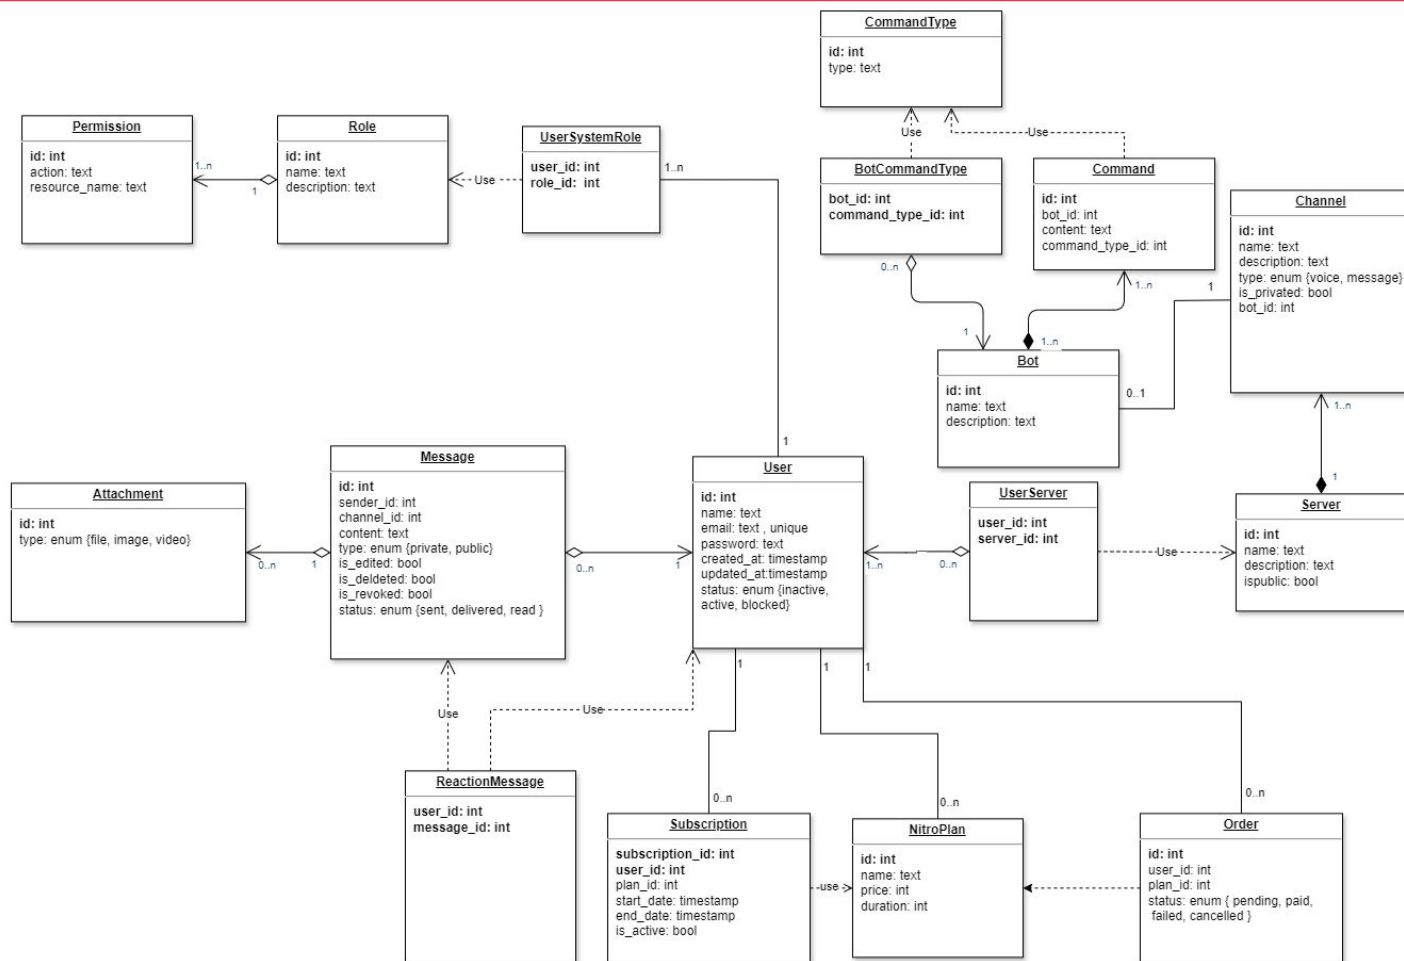 CommandType
id: int
type: text
Permission
id: int
action: text
resource_name: text
1..n
1
Role
id: int
name: text
description: text
Use
UserSystemRole
user_id: int
role_id: int
1..n
Use
Use
BotCommandType
bot_id: int
command_type_id: int
0..n
1
Command
id: int
bot_id: int
content: text
command_type_id: int
1..n
1..n
Channel
id: int
name: text
description: text
type: enum {voice, message}
is_privated: bool
bot_id: int
1
Bot
id: int
name: text
description: text
0..1
1..n
1
1
Attachment
id: int
type: enum {file, image, video}
0..n
1
Message
id: int
sender_id: int
channel_id: int
content: text
type: enum {private, public}
is_edited: bool
is_deldeted: bool
is_revoked: bool
status: enum {sent, delivered, read }
0..n
1
User
id: int
name: text
email: text , unique
password: text
created_at: timestamp
updated_at:timestamp
status: enum {inactive,
active, blocked}
1..n
0..n
UserServer
user_id: int
server_id: int
Use
Server
id: int
name: text
description: text
ispublic: bool
Use
Use
1
1
1
ReactionMessage
user_id: int
message_id: int
0..n
0..n
0..n
Subscription
subscription_id: int
user_id: int
plan_id: int
start_date: timestamp
end_date: timestamp
is_active: bool
use
NitroPlan
id: int
name: text
price: int
duration: int
Order
id: int
user_id: int
plan_id: int
status: enum { pending, paid,
failed, cancelled }